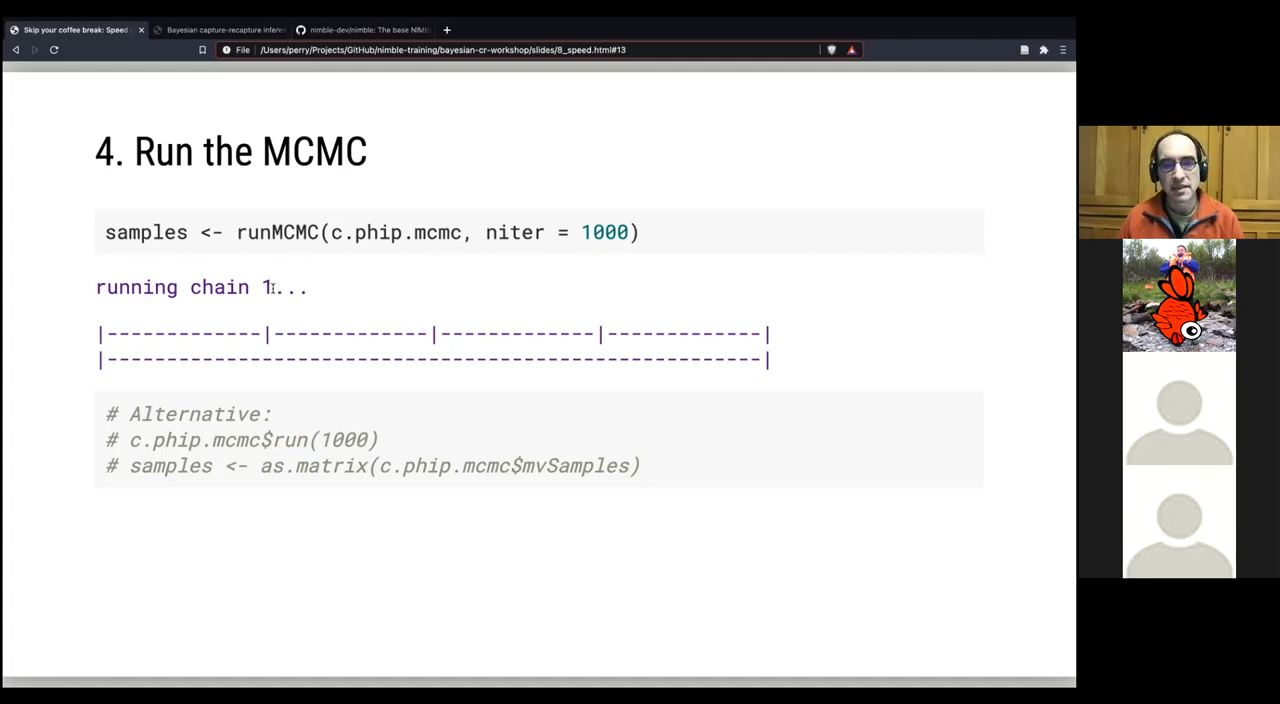 Skip your coffee break: Speed
Bayesian capture-recapture infere
nimble-dev/nimble: The base NIMB
File
/Users/perry/Projects/GitHub/nimble-training/bayesian-cr-workshop/slides/8_speed.html#13
4. Run the MCMC
samples <- runMCMC(c.phip.mcmc, niter = 1000)
running chain 1...
|-------------|-------------|-------------|-------------|
|-------------------------------------------------------|
# Alternative:
# c.phip.mcmc$run(1000)
# samples <- as.matrix(c.phip.mcmc$mvSamples)